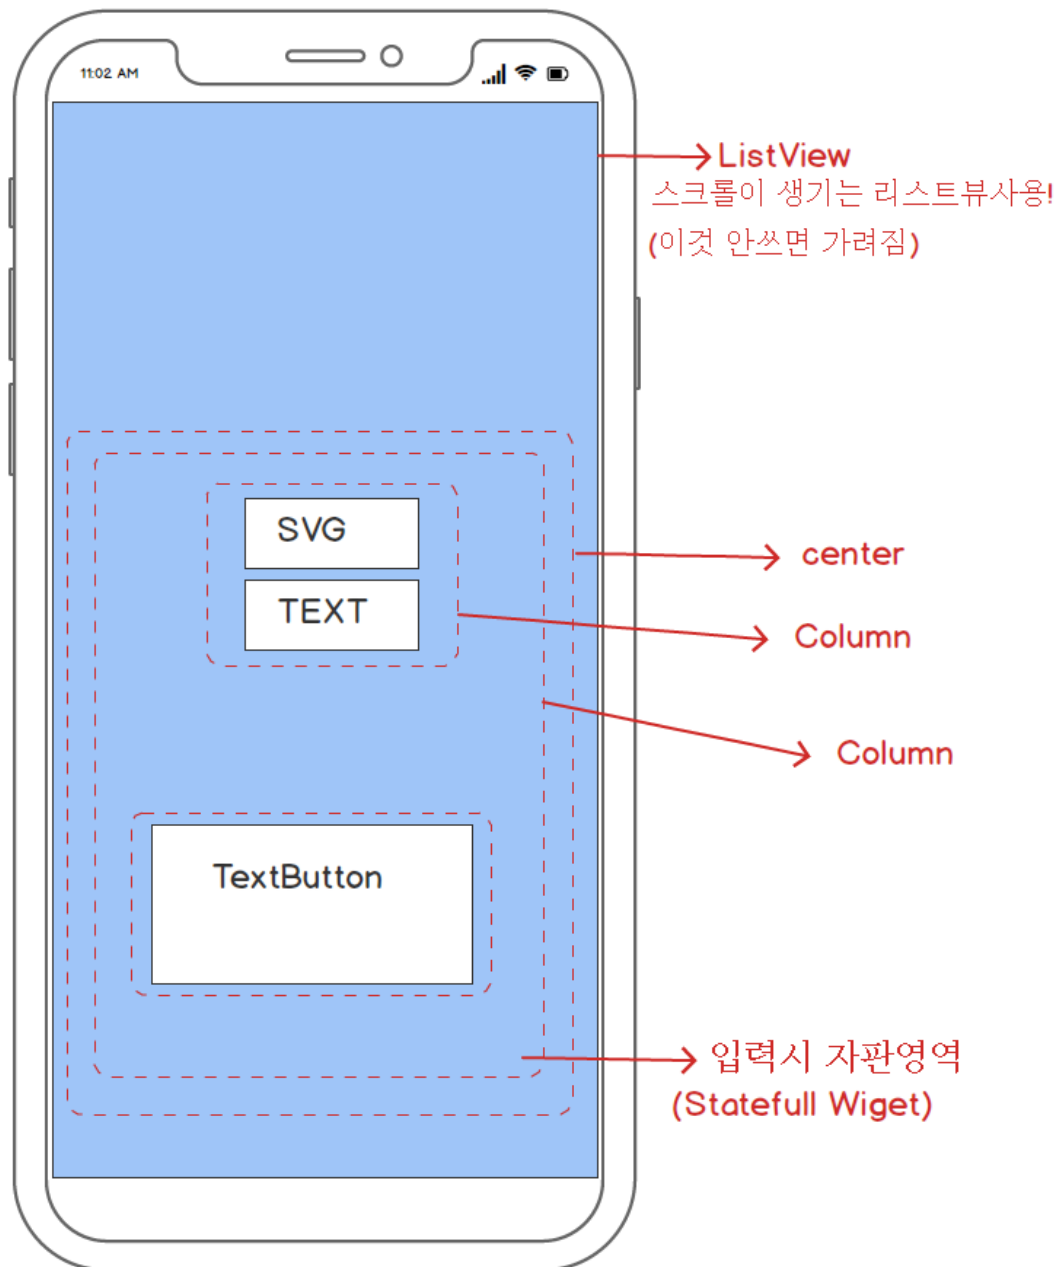 11:02 AM
ListView
스크롤이 생기는 리스트뷰사용!
(이것 안쓰면 가려짐)
SVG
center
TEXT
Column
Column
TextButton
입력시 자판영역
(Statefull Wiget)